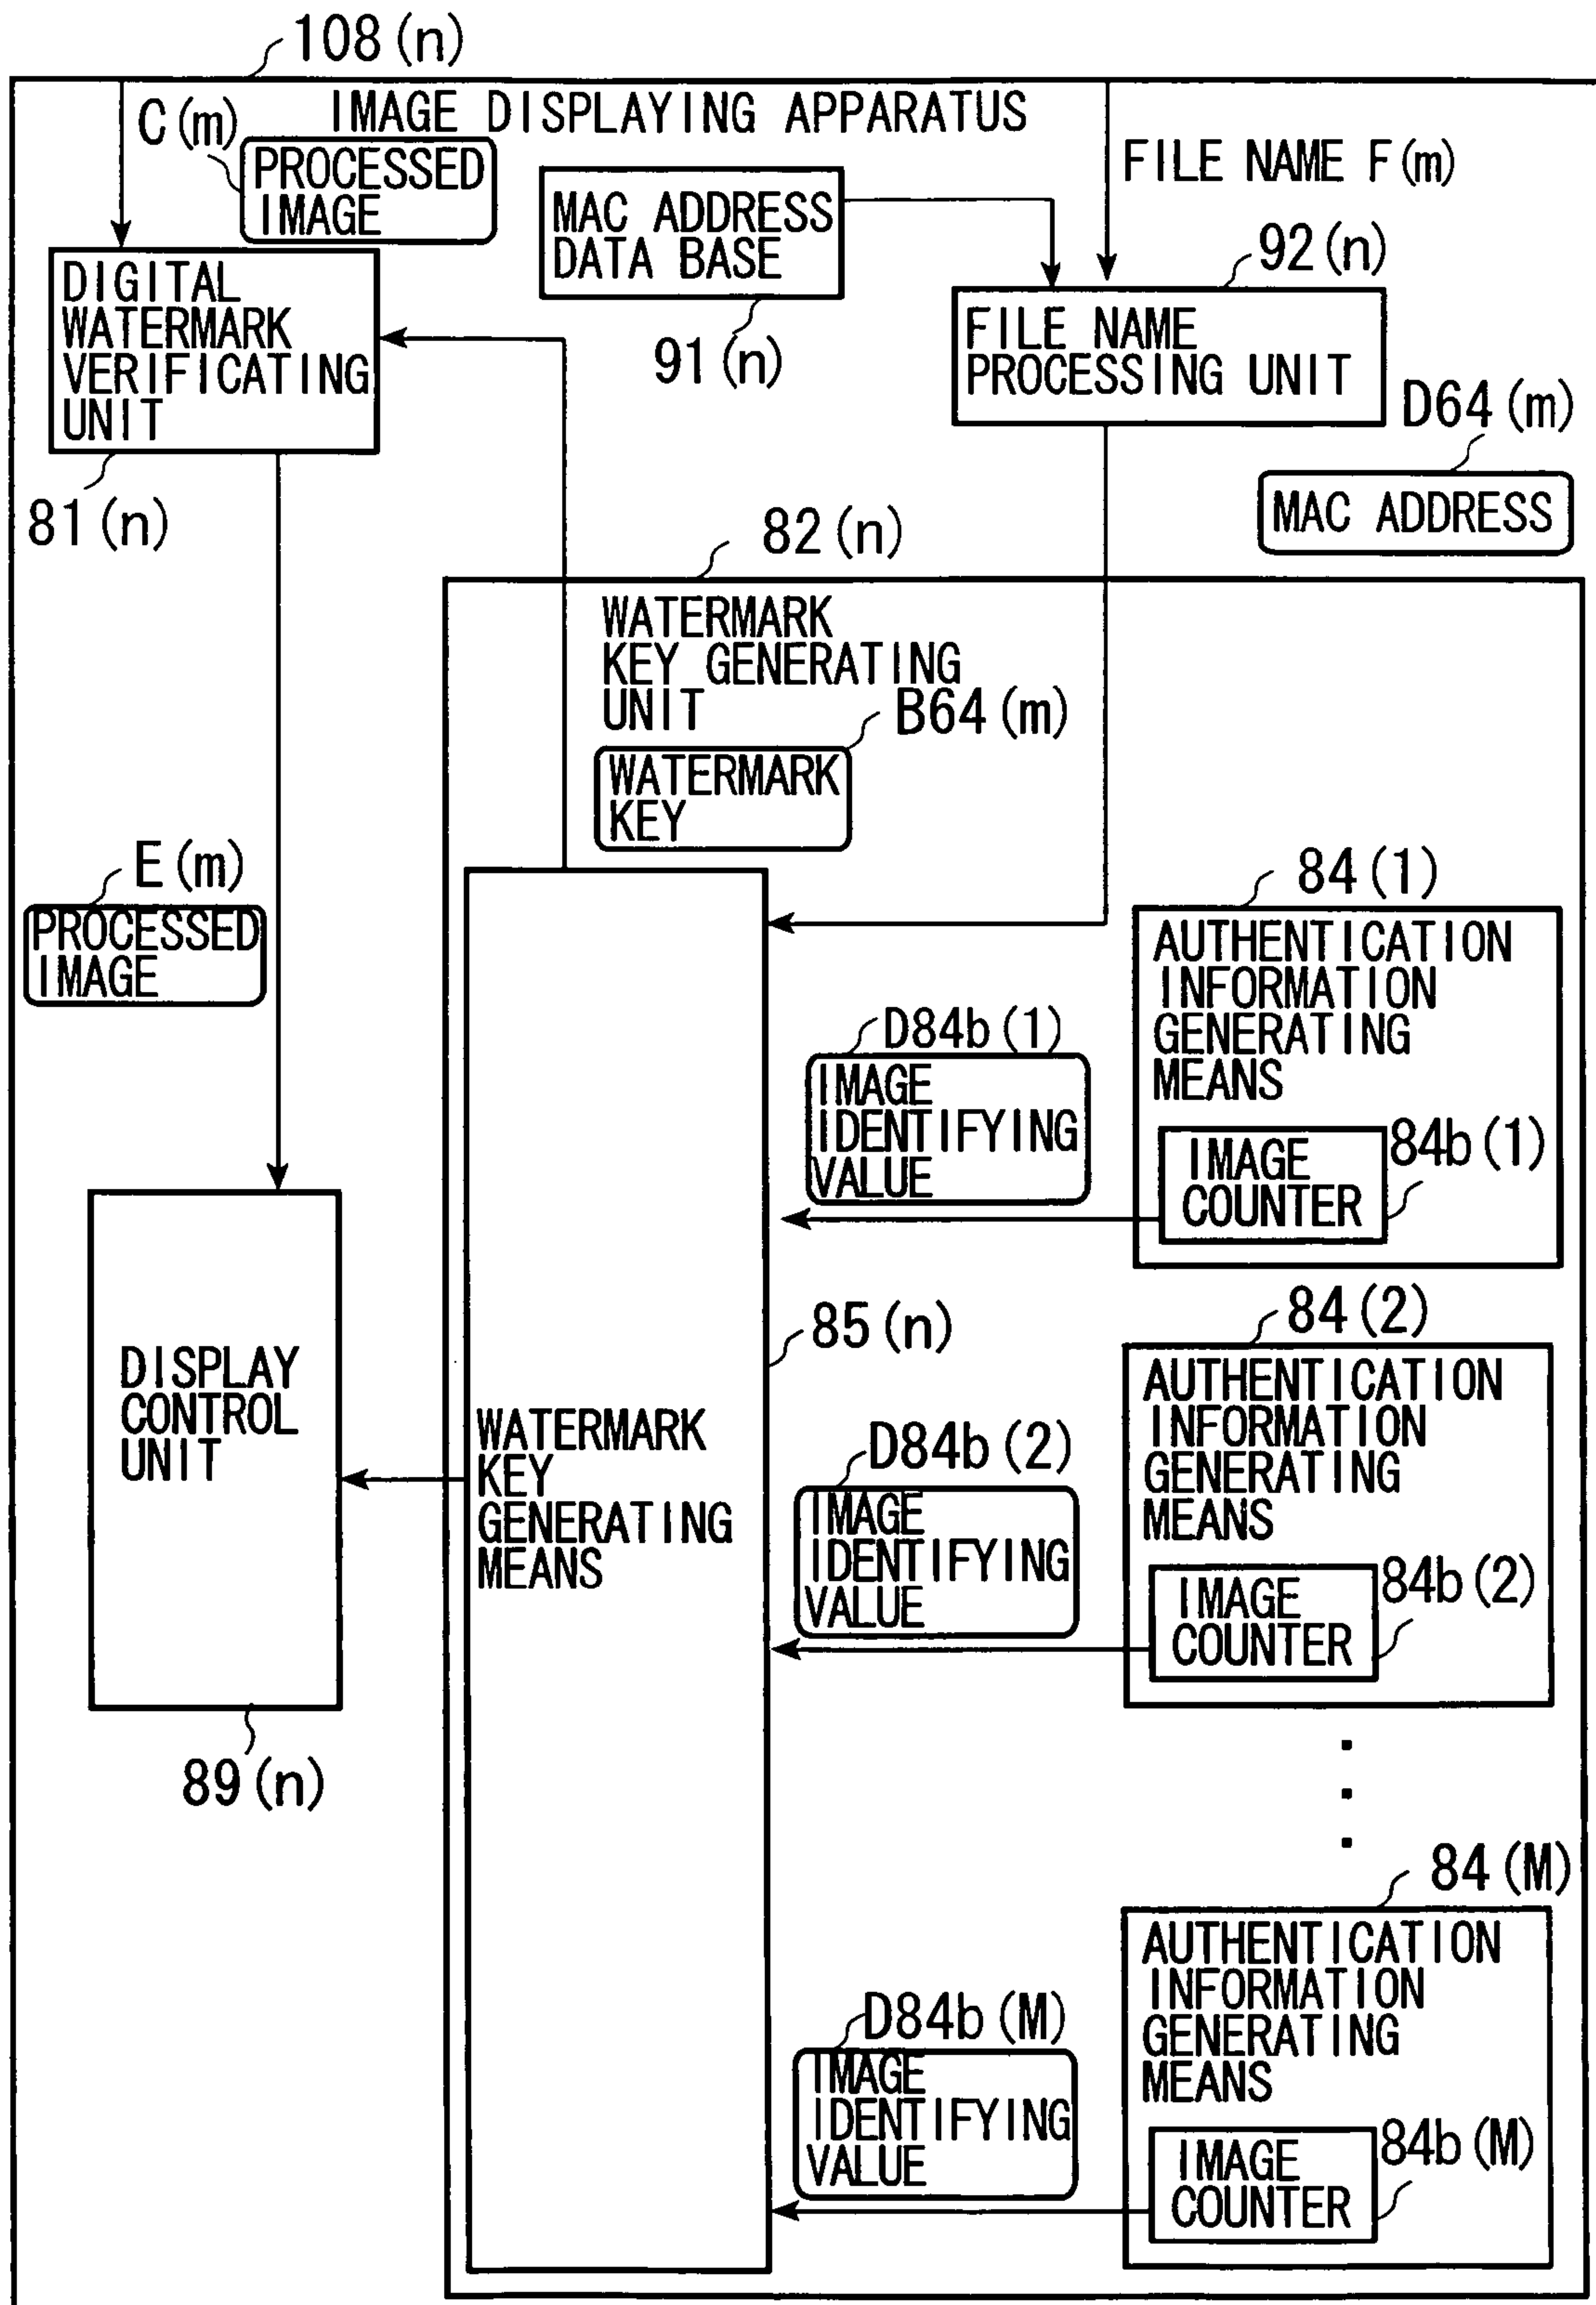 108(n)
IMAGE DISPLAYING APPARATUS
C(m)
PROCESSED
IMAGE
FILE NAME F(m)
MAC ADDRESS
DATA BASE
91(n)
92(n)
FILE NAME
PROCESSING UNIT
DIGITAL
WATERMARK
VERIFICATING
UNIT
81(n)
D64(m)
MAC ADDRESS
82(n)
WATERMARK
KEY GENERATING
UNIT
B64(m)
WATERMARK
KEY
E(m)
PROCESSED
IMAGE
84(1)
AUTHENTICATION
INFORMATION
GENERATING
MEANS
D84b(1)
IMAGE
IDENTIFYING
VALUE
84b(1)
IMAGE
COUNTER
85(n)
84(2)
DISPLAY
CONTROL
UNIT
89(n)
WATERMARK
KEY
GENERATING
MEANS
AUTHENTICATION
INFORMATION
GENERATING
MEANS
D84b(2)
IMAGE
IDENTIFYING
VALUE
84b(2)
IMAGE
COUNTER
84(M)
AUTHENTICATION
INFORMATION
GENERATING
MEANS
D84b(M)
IMAGE
IDENTIFYING
VALUE
84b(M)
IMAGE
COUNTER